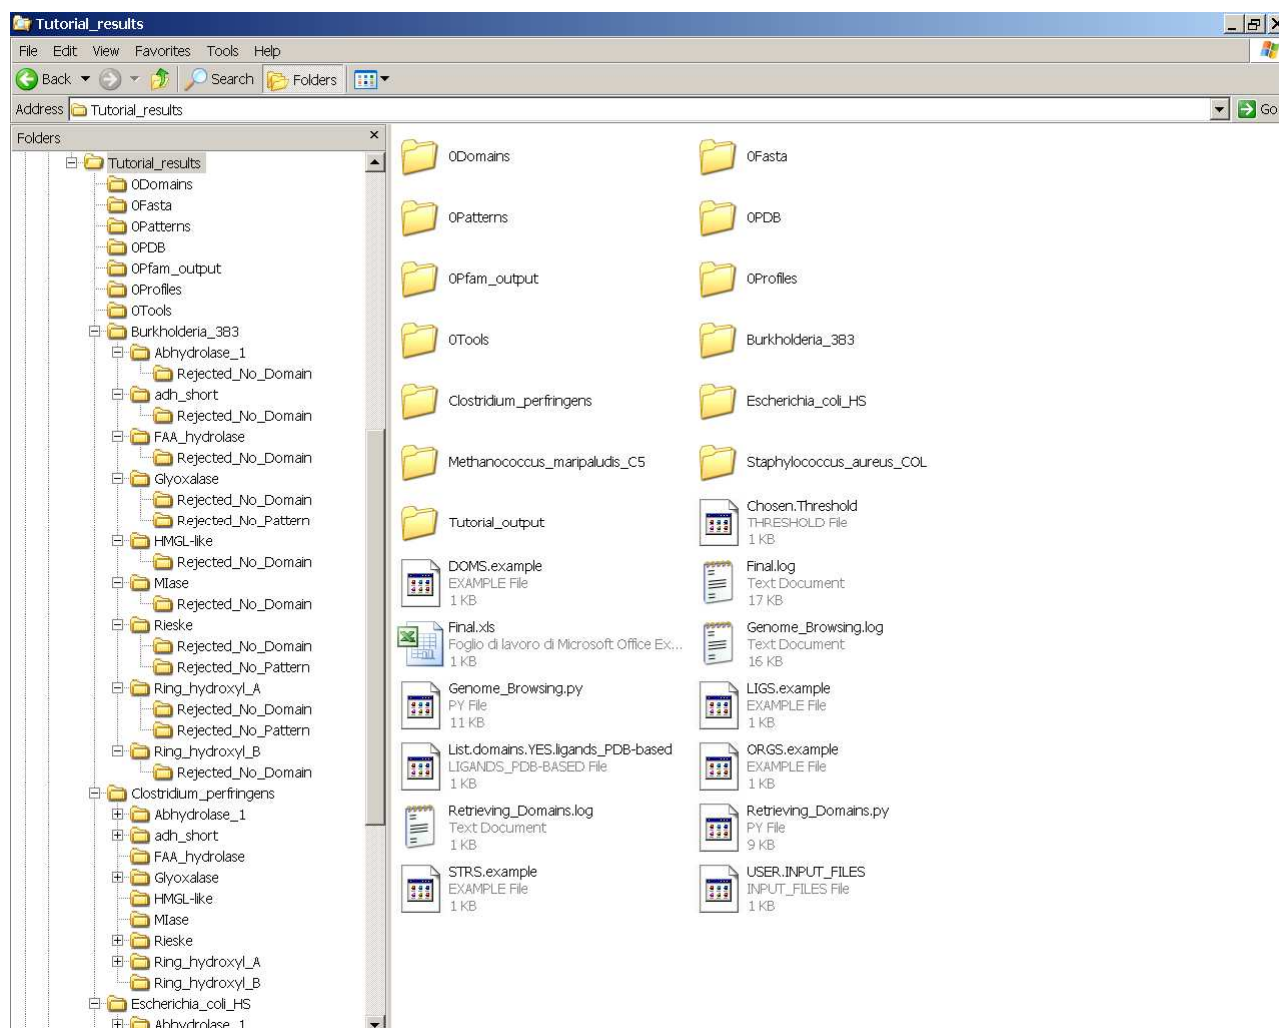 Tutorial_results
File Edit View Favorites Tools Help
Back Search Folders
Address Tutorial_results Go
Folders
Tutorial_results
0Domains
0Fasta
0Patterns
0PDB
0Pfam_output
0Profiles
0Tools
Burkholderia_383
Abhydrolase_1
Rejected_No_Domain
adh_short
Rejected_No_Domain
FAA_hydrolase
Rejected_No_Domain
Glyoxalase
Rejected_No_Domain
Rejected_No_Pattern
HMGL-like
Rejected_No_Domain
MIase
Rejected_No_Domain
Rieske
Rejected_No_Domain
Rejected_No_Pattern
Ring_hydroxyl_A
Rejected_No_Domain
Rejected_No_Pattern
Ring_hydroxyl_B
Rejected_No_Domain
Clostridium_perfringens
Abhydrolase_1
adh_short
FAA_hydrolase
Glyoxalase
HMGL-like
MIase
Rieske
Ring_hydroxyl_A
Ring_hydroxyl_B
Escherichia_coli_HS
Abhydrolase_1
0Domains
0Fasta
0Patterns
0PDB
0Pfam_output
0Profiles
0Tools
Burkholderia_383
Clostridium_perfringens
Escherichia_coli_HS
Methanococcus_maripaludis_C5
Staphylococcus_aureus_COL
Tutorial_output
Chosen.Threshold
THRESHOLD File
1 KB
DOMS.example
EXAMPLE File
1 KB
Final.log
Text Document
17 KB
Final.xls
Foglio di lavoro di Microsoft Office Ex...
1 KB
Genome_Browsing.log
Text Document
16 KB
Genome_Browsing.py
PY File
11 KB
LIGS.example
EXAMPLE File
1 KB
List.domains.YES.ligands_PDB-based
LIGANDS_PDB-BASED File
1 KB
ORGS.example
EXAMPLE File
1 KB
Retrieving_Domains.log
Text Document
1 KB
Retrieving_Domains.py
PY File
9 KB
STRS.example
EXAMPLE File
1 KB
USER.INPUT_FILES
INPUT_FILES File
1 KB